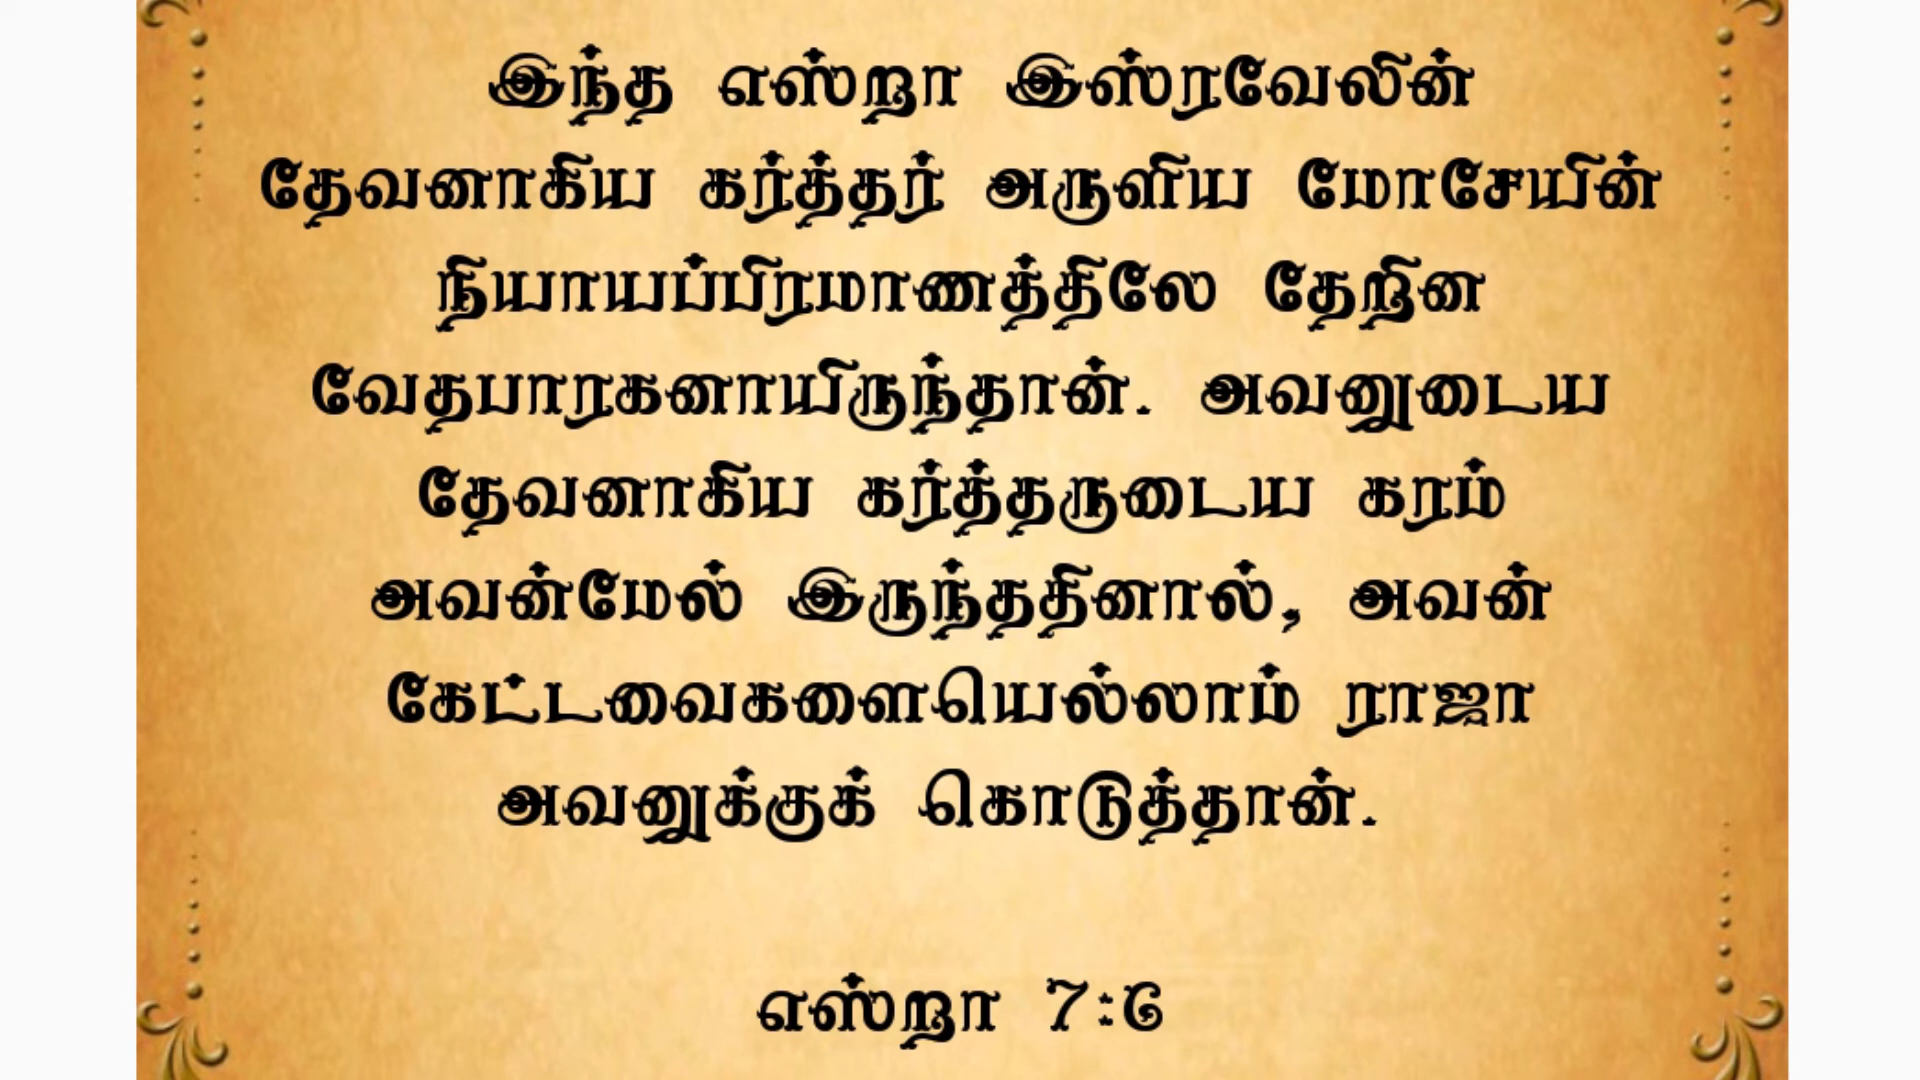 இந்த எஸ்றா இஸ்ரவேலின்
தேவனாகிய கர்த்தர் அருளிய மோசேயின்
நியாயப்பிரமாணத்திலே தேறின
வேதபாரகனாயிருந்தான். அவனுடைய
தேவனாகிய கர்த்தருடைய கரம்
அவன்மேல் இருந்ததினால், அவன்
கேட்டவைகளையெல்லாம் ராஜா
அவனுக்குக் கொடுத்தான்.
எஸ்றா 7:6